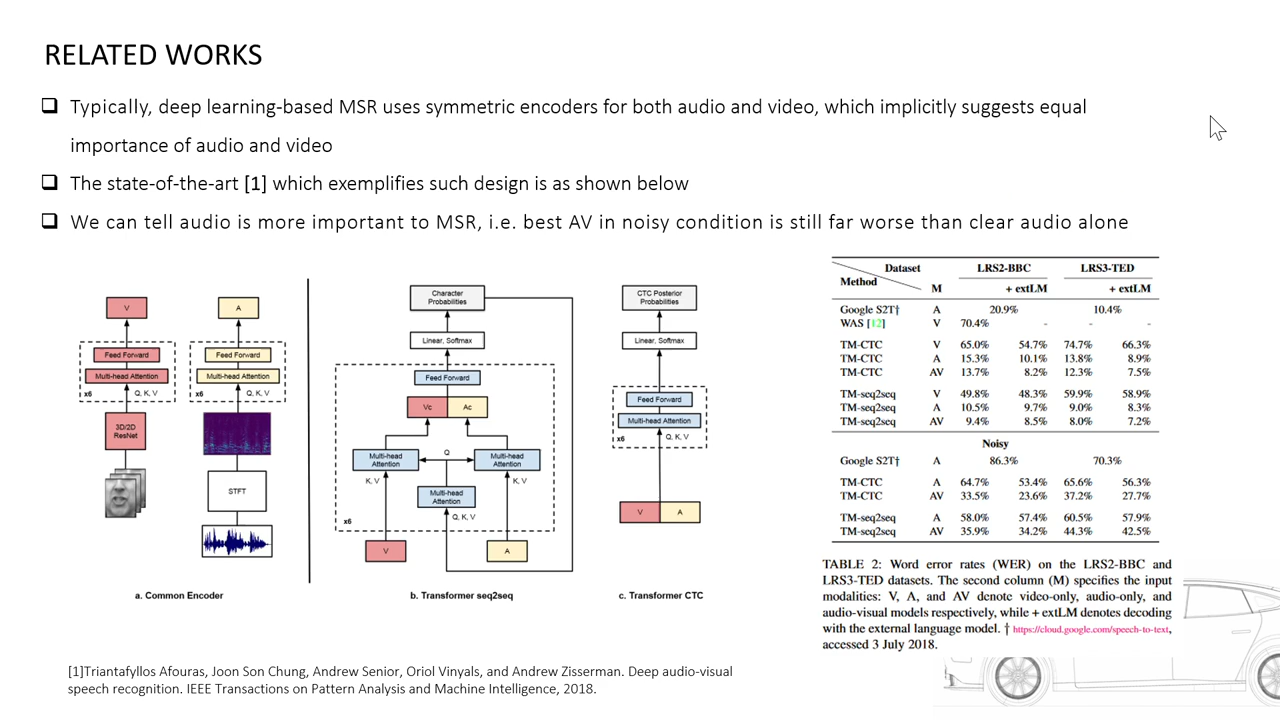 RELATED WORKS
Typically, deep learning-based MSR uses symmetric encoders for both audio and video, which implicitly suggests equal
importance of audio and video
The state-of-the-art [1] which exemplifies such design is as shown below
We can tell audio is more important to MSR, i.e. best AV in noisy condition is still far worse than clear audio alone
V
A
Feed Forward
Feed Forward
Multi-head Attention
Multi-head Attention
x6
Q, K, V
x6
Q, K, V
3D/2D
ResNet
STFT
a. Common Encoder
Character
Probabilities
Linear, Softmax
Feed Forward
Vc
Ac
Multi-head
Attention
Q
Multi-head
Attention
K, V
K, V
Multi-head
Attention
Q, K, V
x6
V
A
b. Transformer seq2seq
CTC Posterior
Probabilities
Linear, Softmax
Feed Forward
Multi-head Attention
x6
Q, K, V
V
A
c. Transformer CTC
Dataset LRS2-BBC LRS3-TED
Method M + extLM + extLM
Google S2T† A 20.9% 10.4%
WAS [12] V 70.4% - - -
TM-CTC V 65.0% 54.7% 74.7% 66.3%
TM-CTC A 15.3% 10.1% 13.8% 8.9%
TM-CTC AV 13.7% 8.2% 12.3% 7.5%
TM-seq2seq V 49.8% 48.3% 59.9% 58.9%
TM-seq2seq A 10.5% 9.7% 9.0% 8.3%
TM-seq2seq AV 9.4% 8.5% 8.0% 7.2%
Noisy
Google S2T† A 86.3% 70.3%
TM-CTC A 64.7% 53.4% 65.6% 56.3%
TM-CTC AV 33.5% 23.6% 37.2% 27.7%
TM-seq2seq A 58.0% 57.4% 60.5% 57.9%
TM-seq2seq AV 35.9% 34.2% 44.3% 42.5%
TABLE 2: Word error rates (WER) on the LRS2-BBC and
LRS3-TED datasets. The second column (M) specifies the input
modalities: V, A, and AV denote video-only, audio-only, and
audio-visual models respectively, while + extLM denotes decoding
with the external language model. † https://cloud.google.com/speech-to-text,
accessed 3 July 2018.
[1]Triantafyllos Afouras, Joon Son Chung, Andrew Senior, Oriol Vinyals, and Andrew Zisserman. Deep audio-visual
speech recognition. IEEE Transactions on Pattern Analysis and Machine Intelligence, 2018.